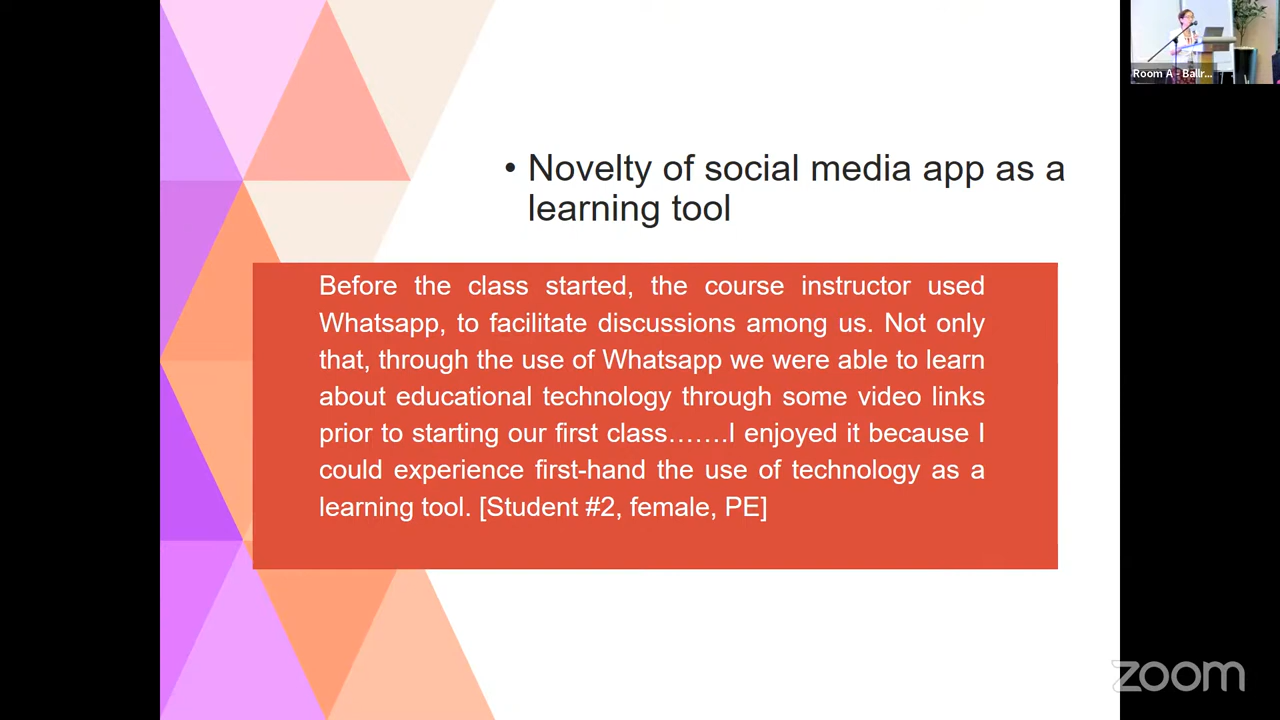 Room A - Ballr...
• Novelty of social media app as a
learning tool
Before the class started, the course instructor used
Whatsapp, to facilitate discussions among us. Not only
that, through the use of Whatsapp we were able to learn
about educational technology through some video links
prior to starting our first class…….I enjoyed it because I
could experience first-hand the use of technology as a
learning tool. [Student #2, female, PE]
zoom